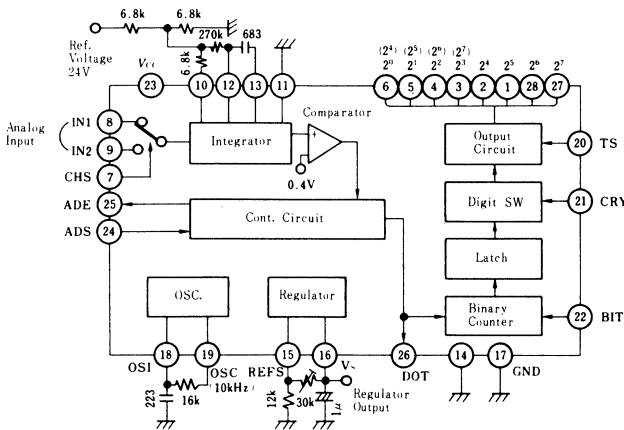 6.8k 6.8k
Ref. Voltage 24V
270k 683
6.8k
Vcc
23 10 12 13 11
(2⁴) (2⁵) (2⁶) (2⁷)
2⁰ 2¹ 2² 2³ 2⁴ 2⁵ 2⁶ 2⁷
6 5 4 3 2 1 28 27
Analog Input
IN1 8
IN2 9
CHS 7
ADE 25
ADS 24
Integrator
Comparator
+
-
0.4V
Cont. Circuit
Output Circuit
20 TS
Digit SW
21 CRY
Latch
Binary Counter
22 BIT
OSC.
Regulator
18 19 15 16 26 14 17
OSI
OSC (10kHz)
REFS
V~
DOT
GND
223
16k
12k
30k
1μ
Regulator Output